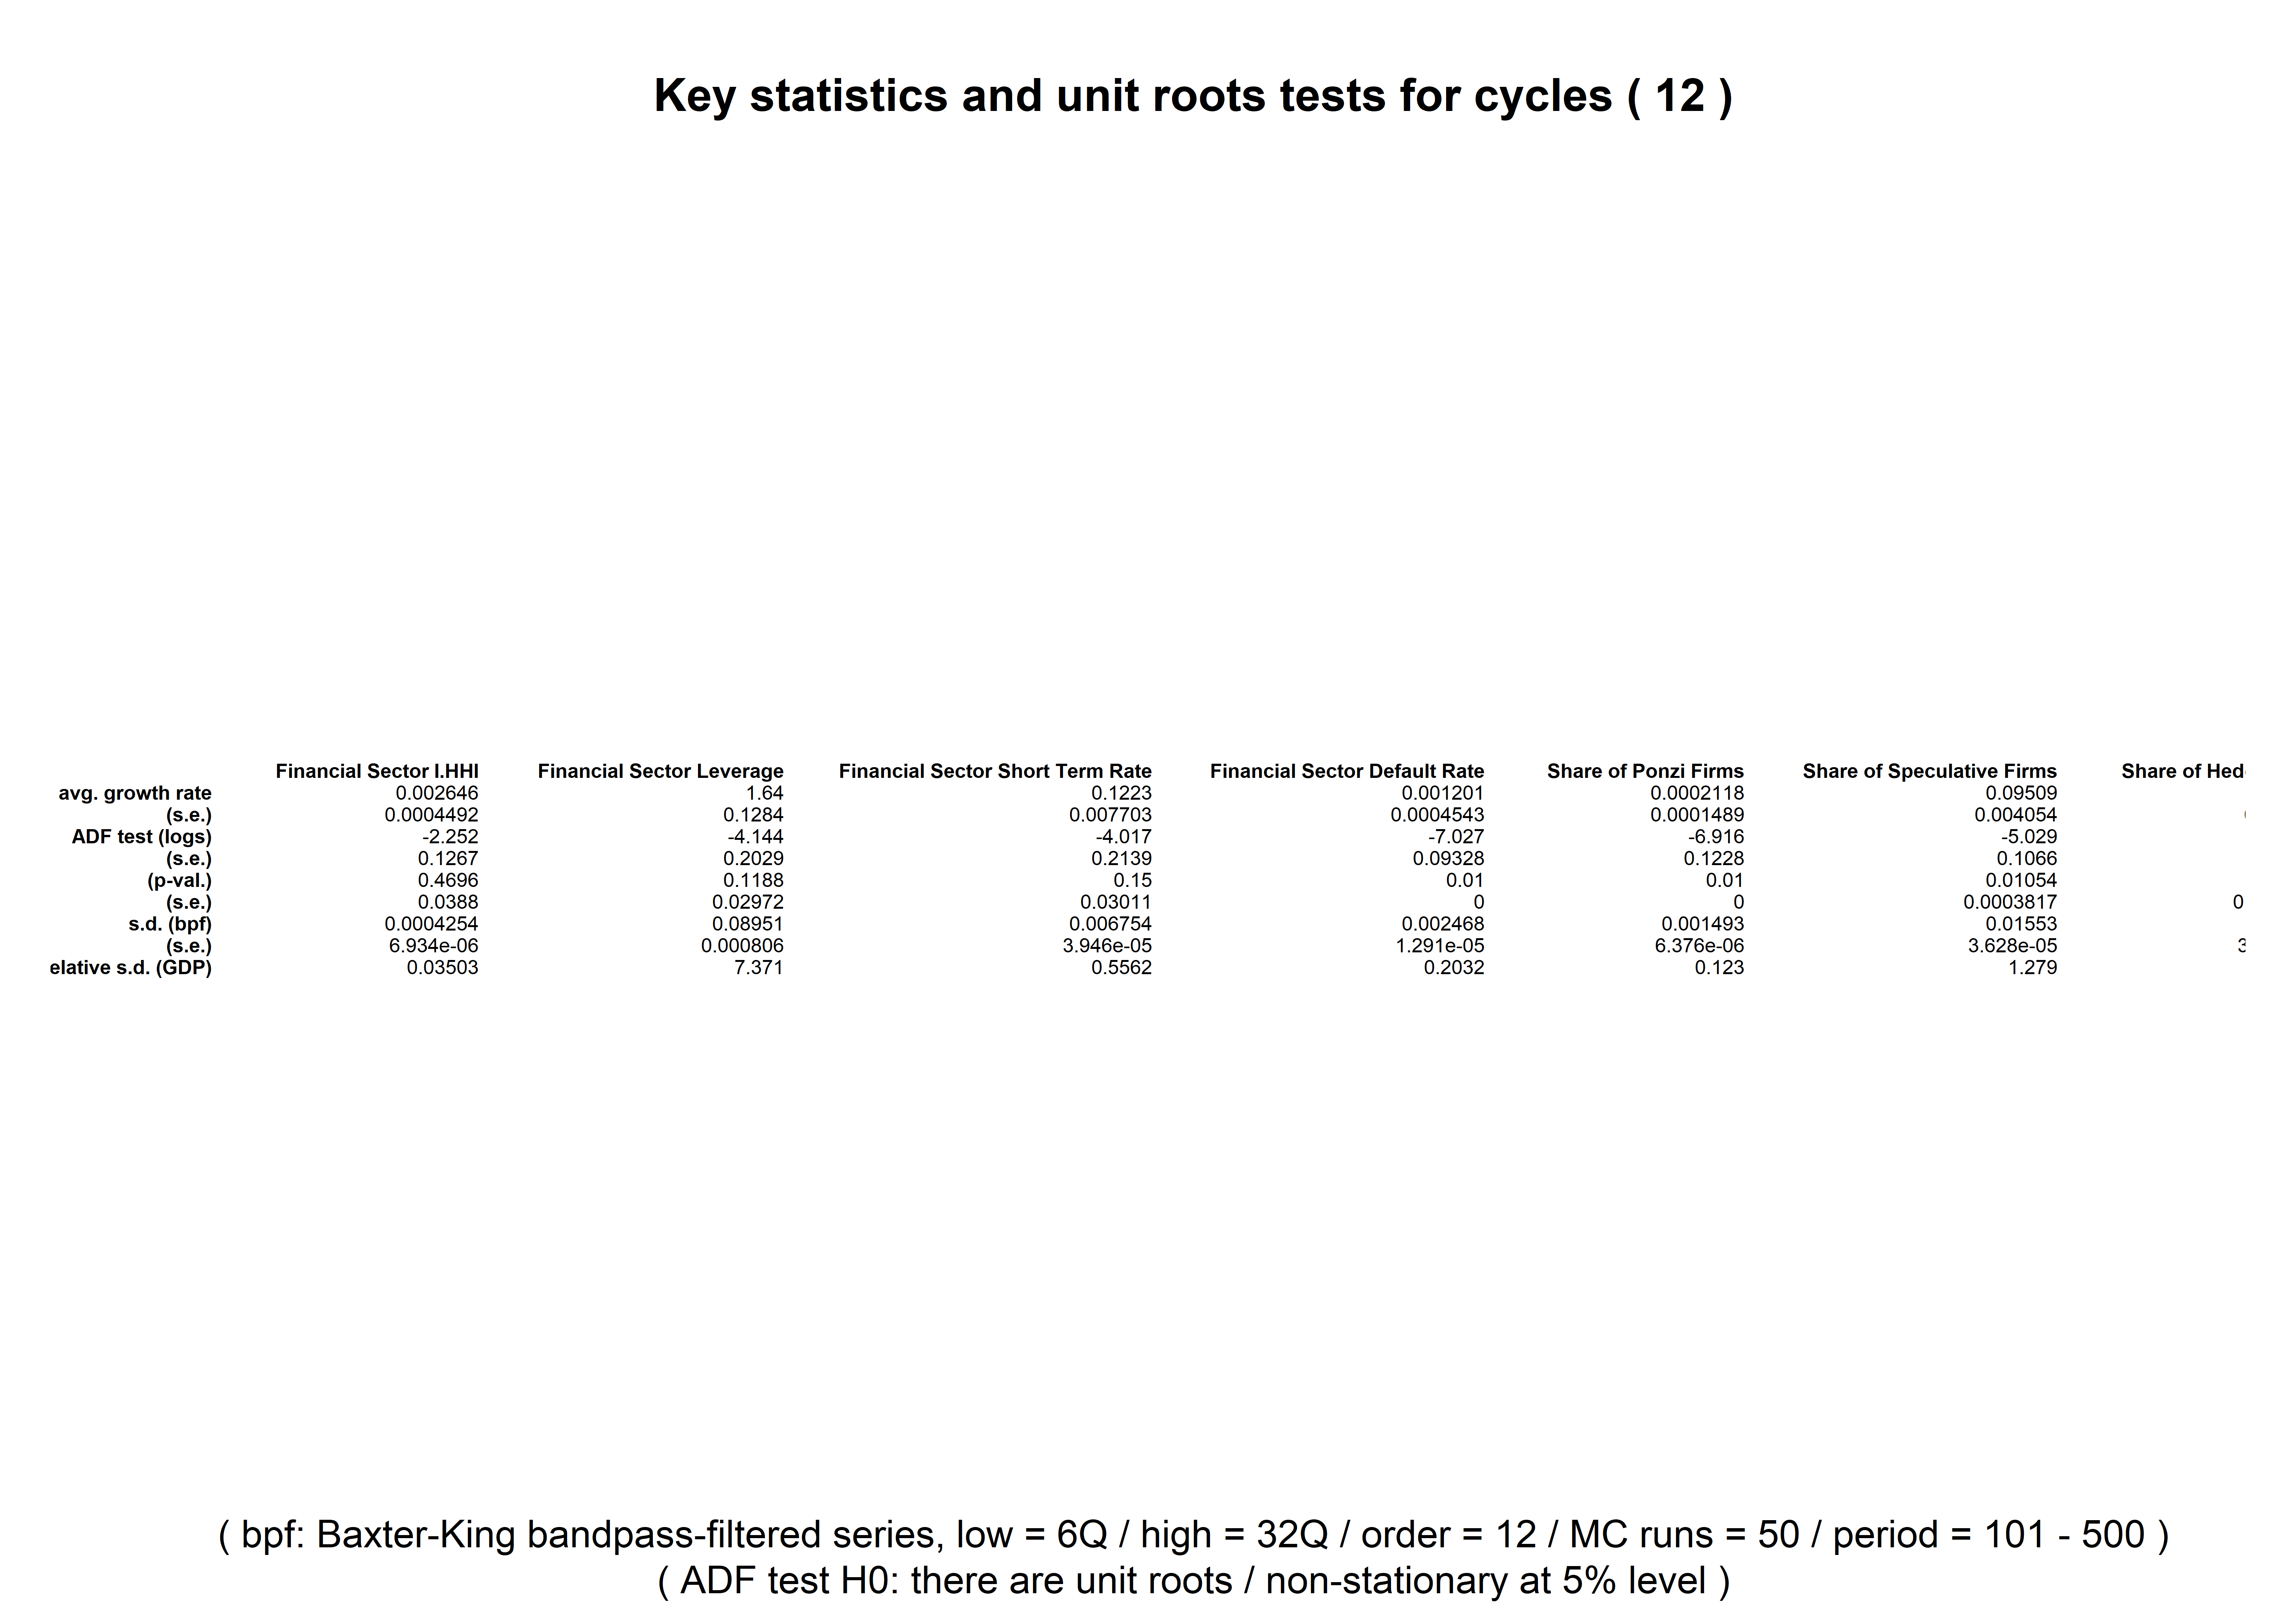 Key statistics and unit roots tests for cycles ( 12 )
Financial Sector I.HHI Financial Sector Leverage Financial Sector Short Term Rate Financial Sector Default Rate Share of Ponzi Firms Share of Speculative Firms Share of Hed
avg. growth rate 0.002646 1.64 0.1223 0.001201 0.0002118 0.09509
(s.e.) 0.0004492 0.1284 0.007703 0.0004543 0.0001489 0.004054
ADF test (logs) -2.252 -4.144 -4.017 -7.027 -6.916 -5.029
(s.e.) 0.1267 0.2029 0.2139 0.09328 0.1228 0.1066
(p-val.) 0.4696 0.1188 0.15 0.01 0.01 0.01054
(s.e.) 0.0388 0.02972 0.03011 0 0 0.0003817 0
s.d. (bpf) 0.0004254 0.08951 0.006754 0.002468 0.001493 0.01553
(s.e.) 6.934e-06 0.000806 3.946e-05 1.291e-05 6.376e-06 3.628e-05 3
elative s.d. (GDP) 0.03503 7.371 0.5562 0.2032 0.123 1.279
( bpf: Baxter-King bandpass-filtered series, low = 6Q / high = 32Q / order = 12 / MC runs = 50 / period = 101 - 500 )
( ADF test H0: there are unit roots / non-stationary at 5% level )